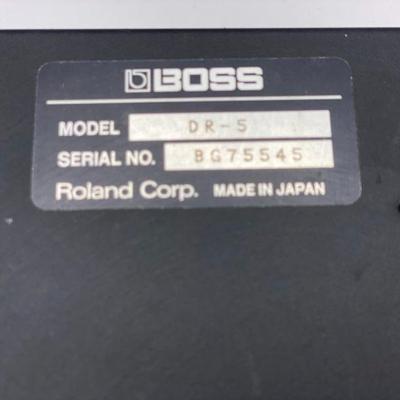 BOSS
MODEL DR-5
SERIAL NO. BG75545
Roland Corp. MADE IN JAPAN